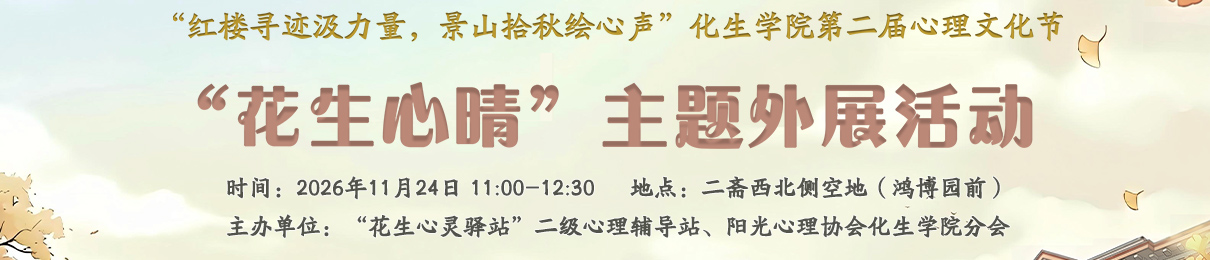 “红楼寻迹汲力量，景山拾秋绘心声”化生学院第二届心理文化节
“花生心晴”主题外展活动
时间：2026年11月24日 11:00-12:30 地点：二斋西北侧空地（鸿博园前）
主办单位：“花生心灵驿站”二级心理辅导站、阳光心理协会化生学院分会